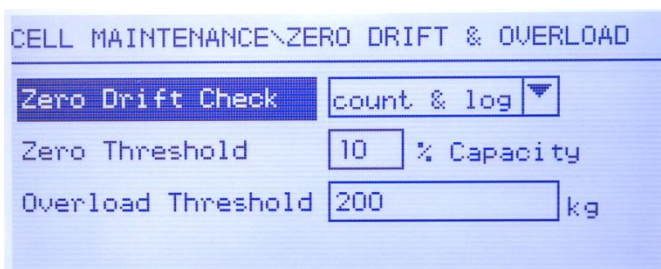 CELL MAINTENANCE\ZERO DRIFT & OVERLOAD
Zero Drift Check count & log
Zero Threshold 10 % Capacity
Overload Threshold 200 kg